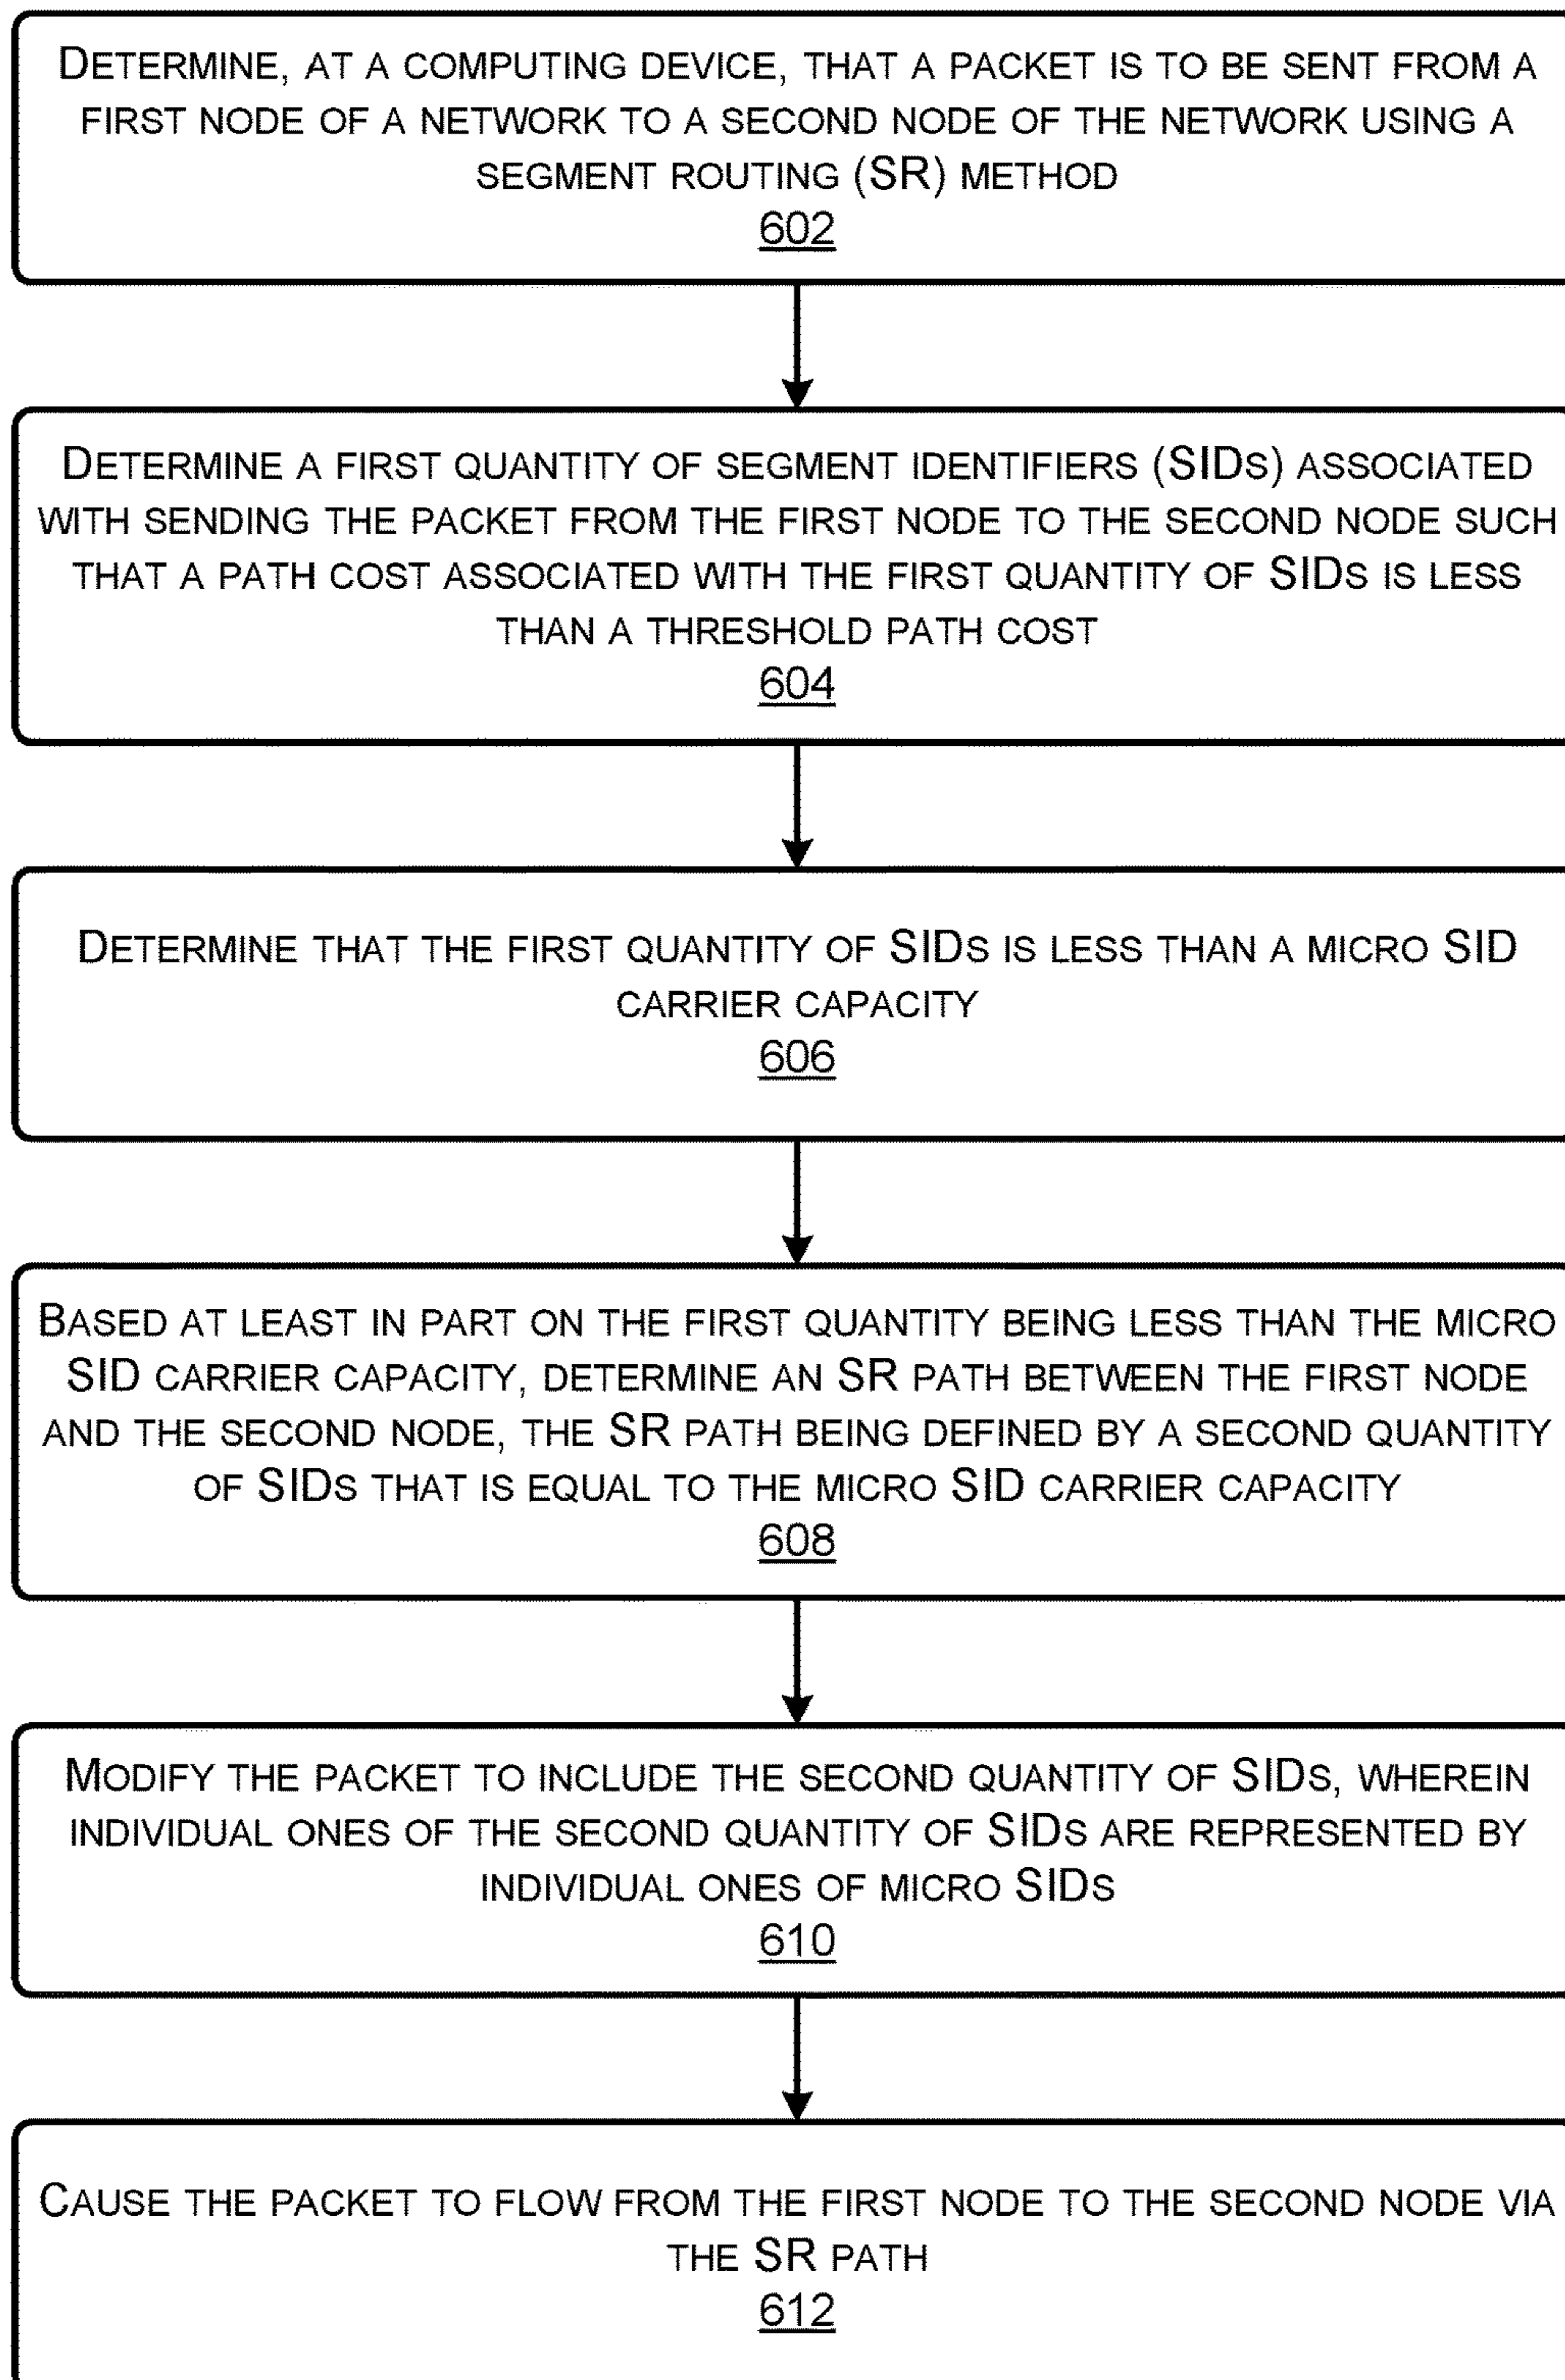 DETERMINE, AT A COMPUTING DEVICE, THAT A PACKET IS TO BE SENT FROM A
FIRST NODE OF A NETWORK TO A SECOND NODE OF THE NETWORK USING A
SEGMENT ROUTING (SR) METHOD
602
DETERMINE A FIRST QUANTITY OF SEGMENT IDENTIFIERS (SIDS) ASSOCIATED
WITH SENDING THE PACKET FROM THE FIRST NODE TO THE SECOND NODE SUCH
THAT A PATH COST ASSOCIATED WITH THE FIRST QUANTITY OF SIDS IS LESS
THAN A THRESHOLD PATH COST
604
DETERMINE THAT THE FIRST QUANTITY OF SIDS IS LESS THAN A MICRO SID
CARRIER CAPACITY
606
BASED AT LEAST IN PART ON THE FIRST QUANTITY BEING LESS THAN THE MICRO
SID CARRIER CAPACITY, DETERMINE AN SR PATH BETWEEN THE FIRST NODE
AND THE SECOND NODE, THE SR PATH BEING DEFINED BY A SECOND QUANTITY
OF SIDS THAT IS EQUAL TO THE MICRO SID CARRIER CAPACITY
608
MODIFY THE PACKET TO INCLUDE THE SECOND QUANTITY OF SIDS, WHEREIN
INDIVIDUAL ONES OF THE SECOND QUANTITY OF SIDS ARE REPRESENTED BY
INDIVIDUAL ONES OF MICRO SIDS
610
CAUSE THE PACKET TO FLOW FROM THE FIRST NODE TO THE SECOND NODE VIA
THE SR PATH
612